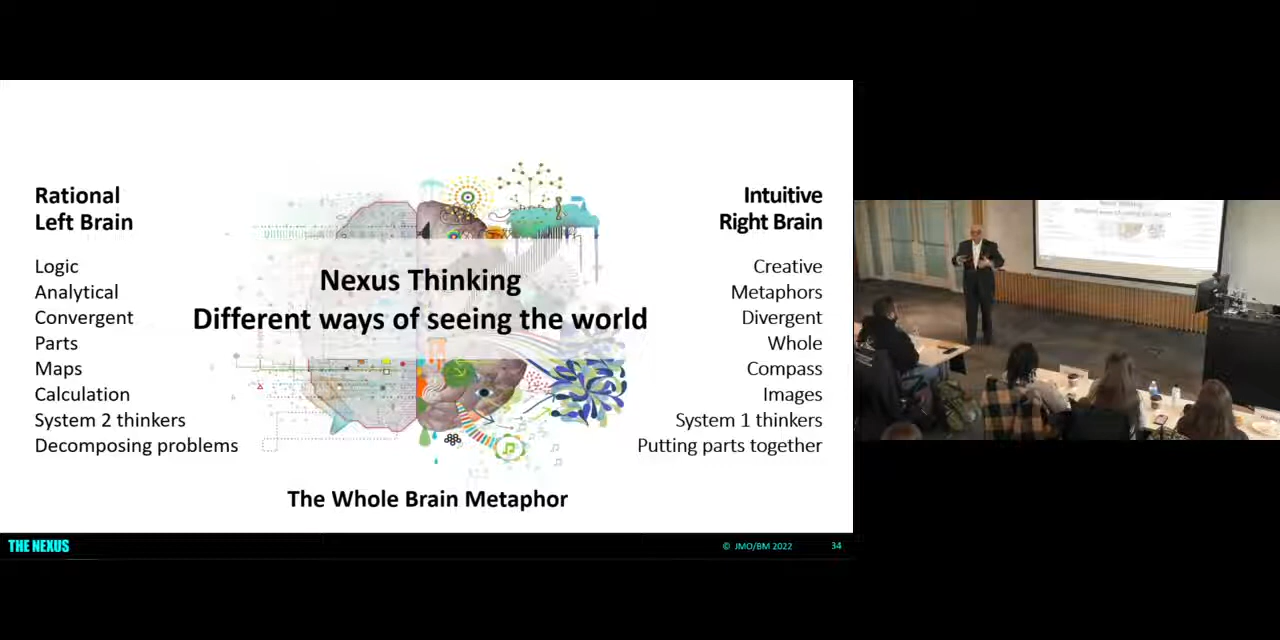 Rational
Left Brain
Logic
Analytical
Convergent
Parts
Maps
Calculation
System 2 thinkers
Decomposing problems
Nexus Thinking
Different ways of seeing the world
The Whole Brain Metaphor
Intuitive
Right Brain
Creative
Metaphors
Divergent
Whole
Compass
Images
System 1 thinkers
Putting parts together
THE NEXUS
© JMO/BM 2022
34